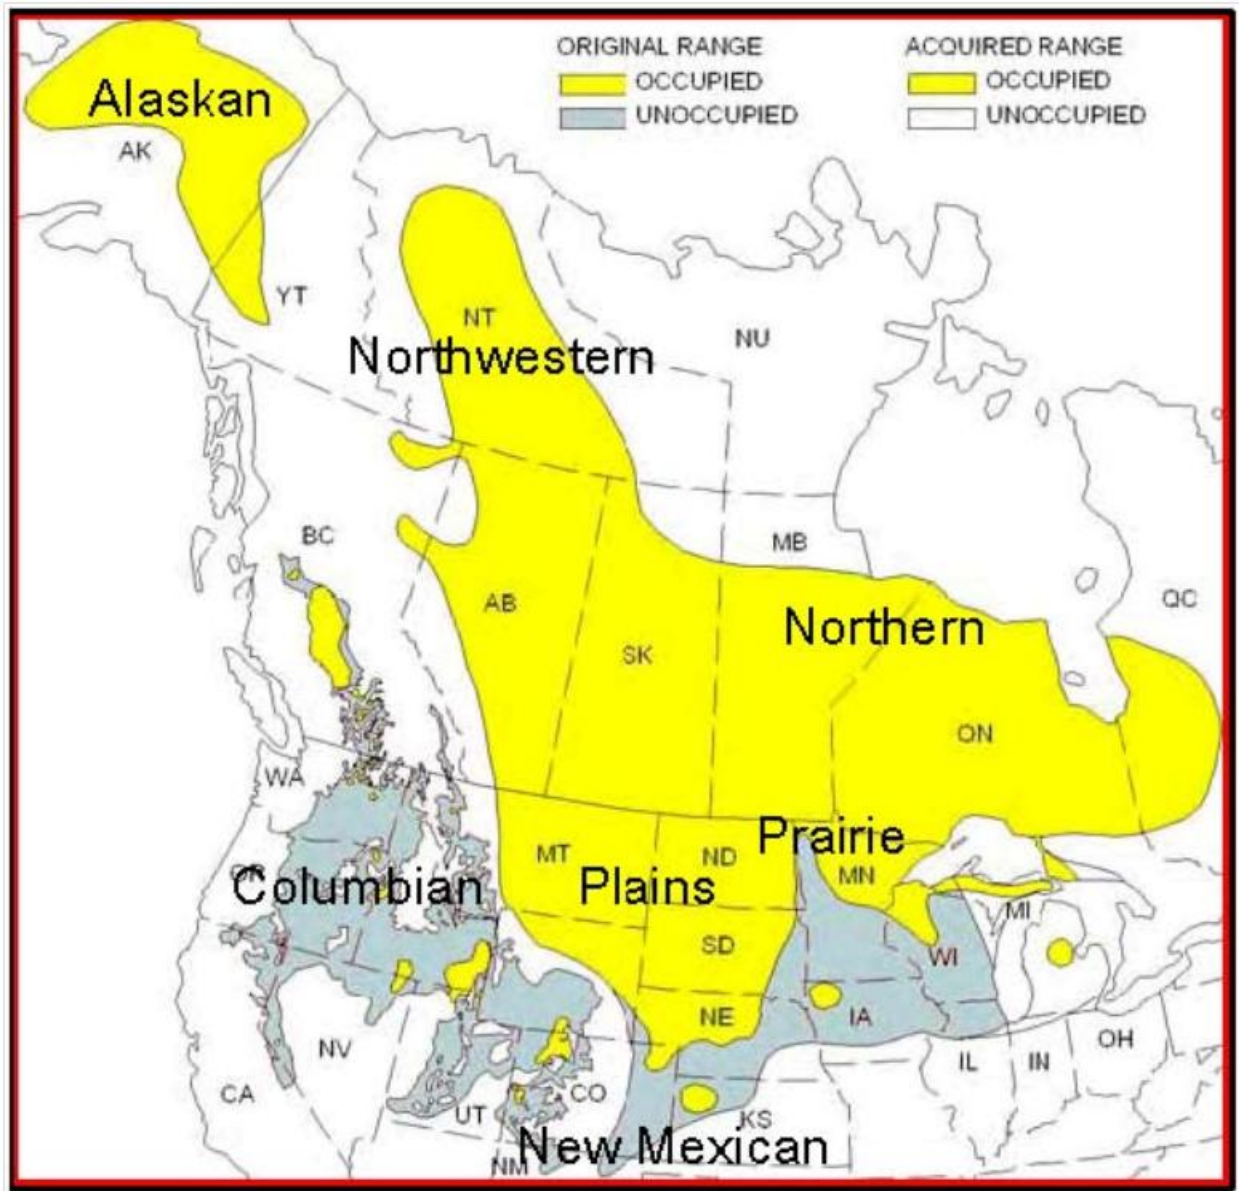 ORIGINAL RANGE
OCCUPIED
UNOCCUPIED
ACQUIRED RANGE
OCCUPIED
UNOCCUPIED
Alaskan
AK
YT
NT
Northwestern
NU
BC
MB
AB
QC
Northern
SK
ON
WA
Prairie
MT
ND
MN
OR
Columbian
Plains
MI
SD
WI
NE
IA
NV
OH
IL
IN
CA
UT
CO
KS
NM
New Mexican